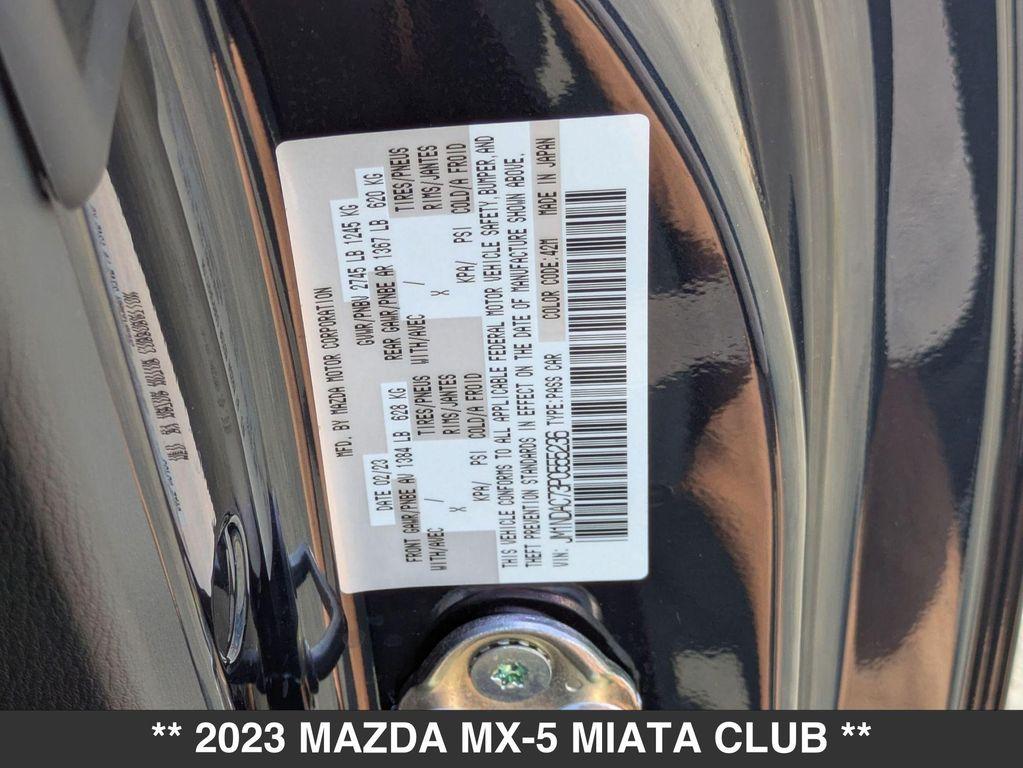 MFD. BY MAZDA MOTOR CORPORATION
DATE 02/23 GVWR/PNBV 2745 LB 1245 KG
FRONT GAWR/PNBE AV 1384 LB 628 KG REAR GAWR/PNBE AR 1367 LB 620 KG
WITH/AVEC / TIRES/PNEUS WITH/AVEC / TIRES/PNEUS
X RIMS/JANTES X RIMS/JANTES
KPA/ PSI COLD/A FROID KPA/ PSI COLD/A FROID
THIS VEHICLE CONFORMS TO ALL APPLICABLE FEDERAL MOTOR VEHICLE SAFETY, BUMPER, AND
THEFT PREVENTION STANDARDS IN EFFECT ON THE DATE OF MANUFACTURE SHOWN ABOVE.
VIN: JM1NDAC73P0556236 TYPE:PASS CAR COLOR CODE:42M MADE IN JAPAN
** 2023 MAZDA MX-5 MIATA CLUB **